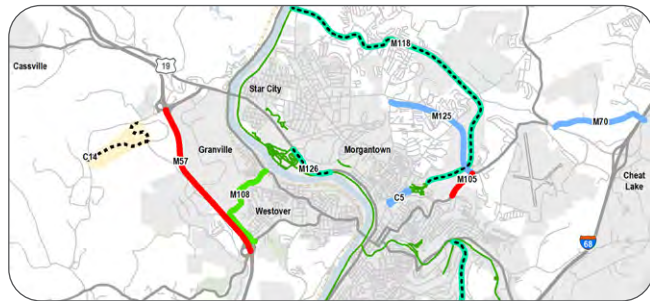 M118
Cassville
19
Star City
M125
M70
C14
M57
Granville
Morgantown
M126
M105
M108
C5
Cheat
Lake
Westover
68